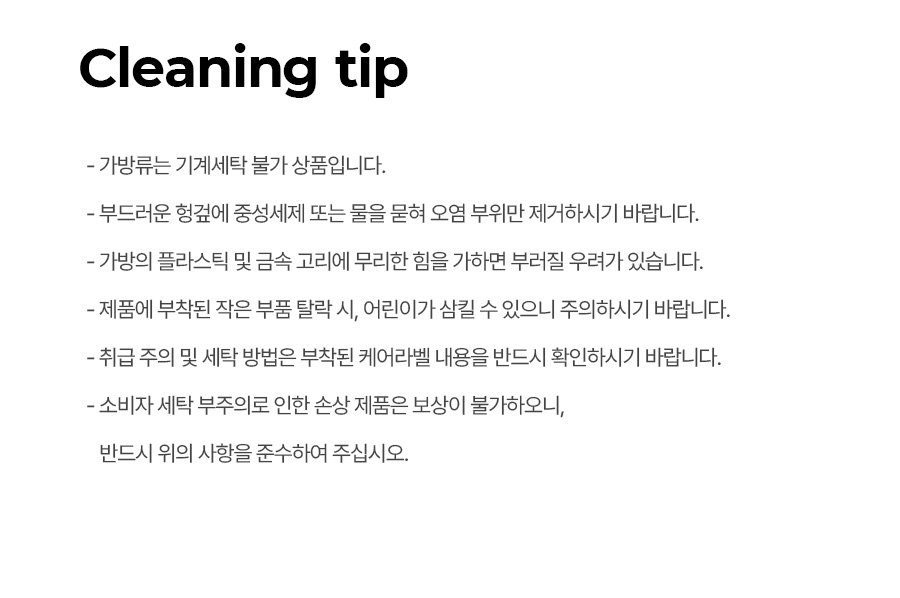 Cleaning tip
- 가방류는 기계세탁 불가 상품입니다.
- 부드러운 헝겊에 중성세제 또는 물을 묻혀 오염 부위만 제거하시기 바랍니다.
- 가방의 플라스틱 및 금속 고리에 무리한 힘을 가하면 부러질 우려가 있습니다.
- 제품에 부착된 작은 부품 탈락 시, 어린이가 삼킬 수 있으니 주의하시기 바랍니다.
- 취급 주의 및 세탁 방법은 부착된 케어라벨 내용을 반드시 확인하시기 바랍니다.
- 소비자 세탁 부주의로 인한 손상 제품은 보상이 불가하오니,
반드시 위의 사항을 준수하여 주십시오.